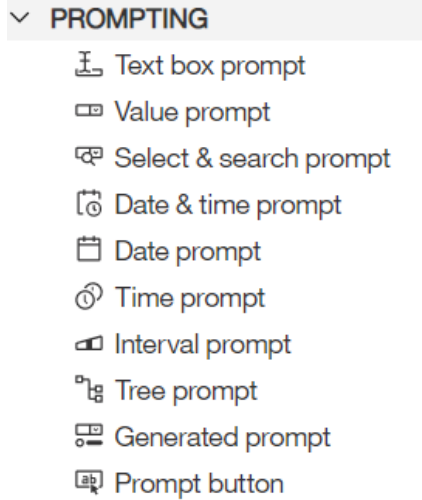 PROMPTING
Text box prompt
Value prompt
Select & search prompt
Date & time prompt
Date prompt
Time prompt
Interval prompt
Tree prompt
Generated prompt
Prompt button